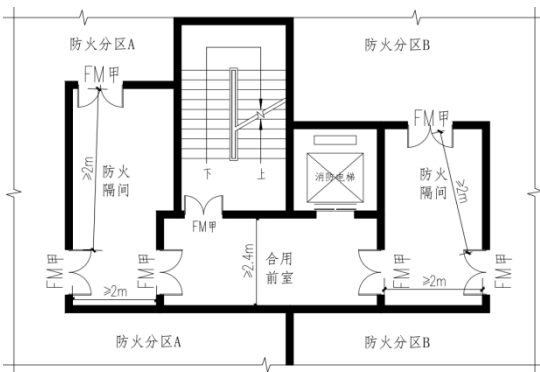 防火分区A
防火分区B
FM甲
FM甲
防火
隔间
≥2m
下
上
消防电梯
防火
隔间
≥2m
FM甲
合用
前室
≥2.4m
FM甲
FM甲
FM甲
FM甲
≥2m
≥2m
防火分区A
防火分区B